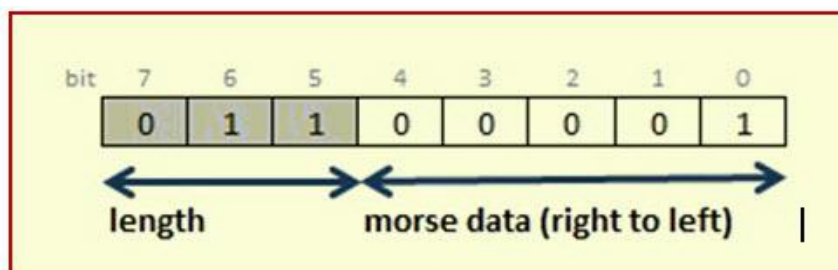 bit 7 6 5 4 3 2 1 0
0 1 1 0 0 0 0 1
length morse data (right to left)